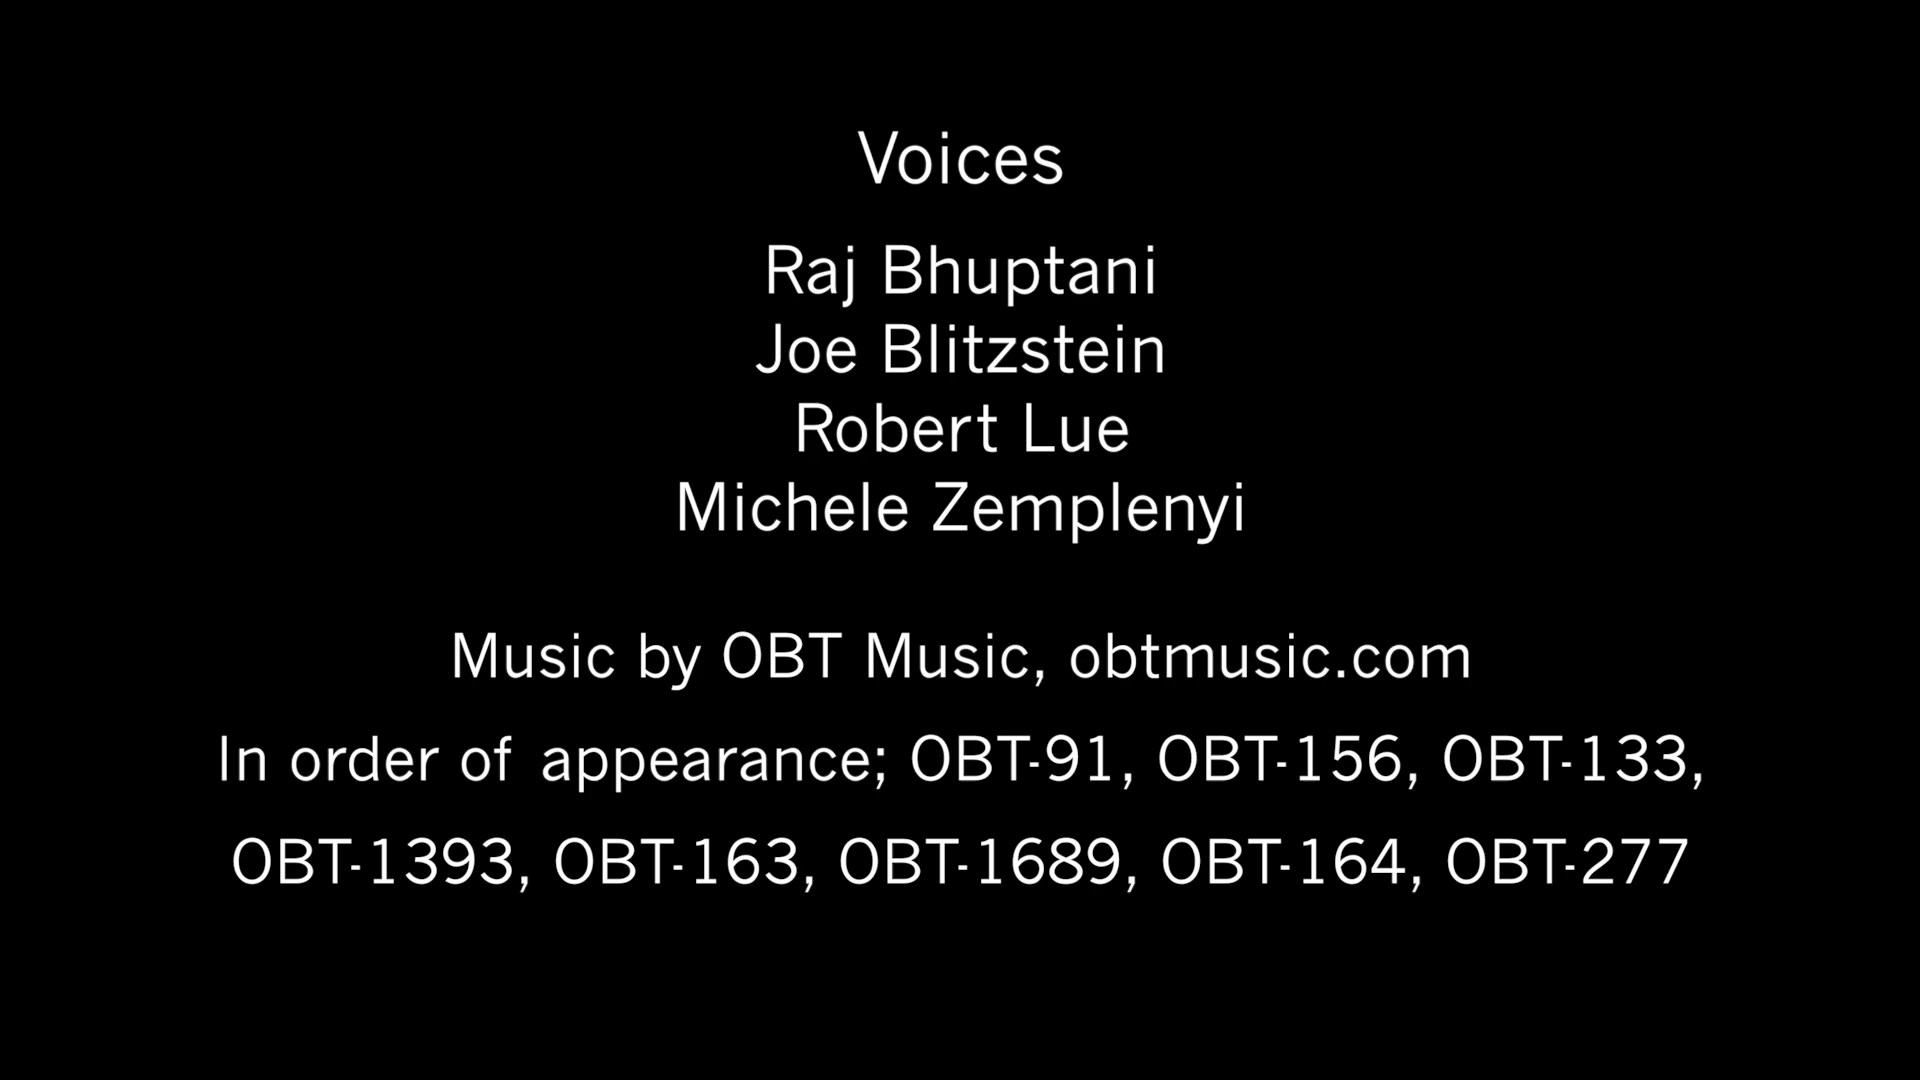 Voices
Raj Bhuptani
Joe Blitzstein
Robert Lue
Michele Zemplenyi
Music by OBT Music, obtmusic.com
In order of appearance; OBT-91, OBT-156, OBT-133,
OBT-1393, OBT-163, OBT-1689, OBT-164, OBT-277